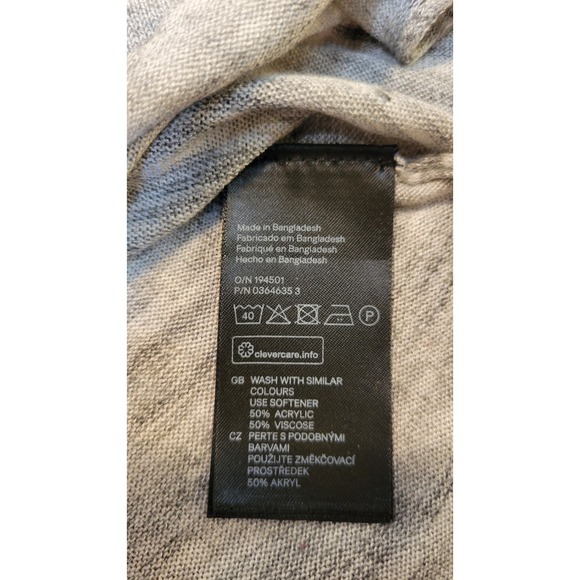 Made in Bangladesh
Fabricado em Bangladesh
Fabriqué en Bangladesh
Hecho en Bangladesh
O/N 194501
P/N 0364635 3
40 P
clevercare.info
GB WASH WITH SIMILAR
COLOURS
USE SOFTENER
50% ACRYLIC
50% VISCOSE
CZ PERTE S PODOBNÝMI
BARVAMI
POUŽIJTE ZMĚKČOVACÍ
PROSTŘEDEK
50% AKRYL